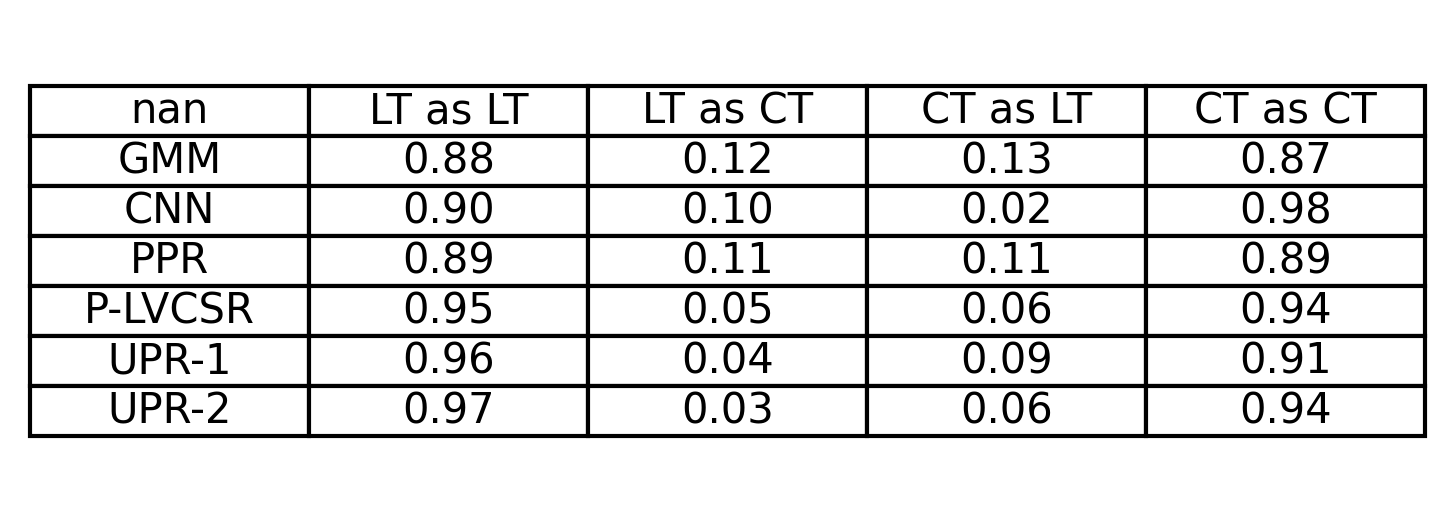 nan LT as LT LT as CT CT as LT CT as CT
GMM 0.88 0.12 0.13 0.87
CNN 0.90 0.10 0.02 0.98
PPR 0.89 0.11 0.11 0.89
P-LVCSR 0.95 0.05 0.06 0.94
UPR-1 0.96 0.04 0.09 0.91
UPR-2 0.97 0.03 0.06 0.94